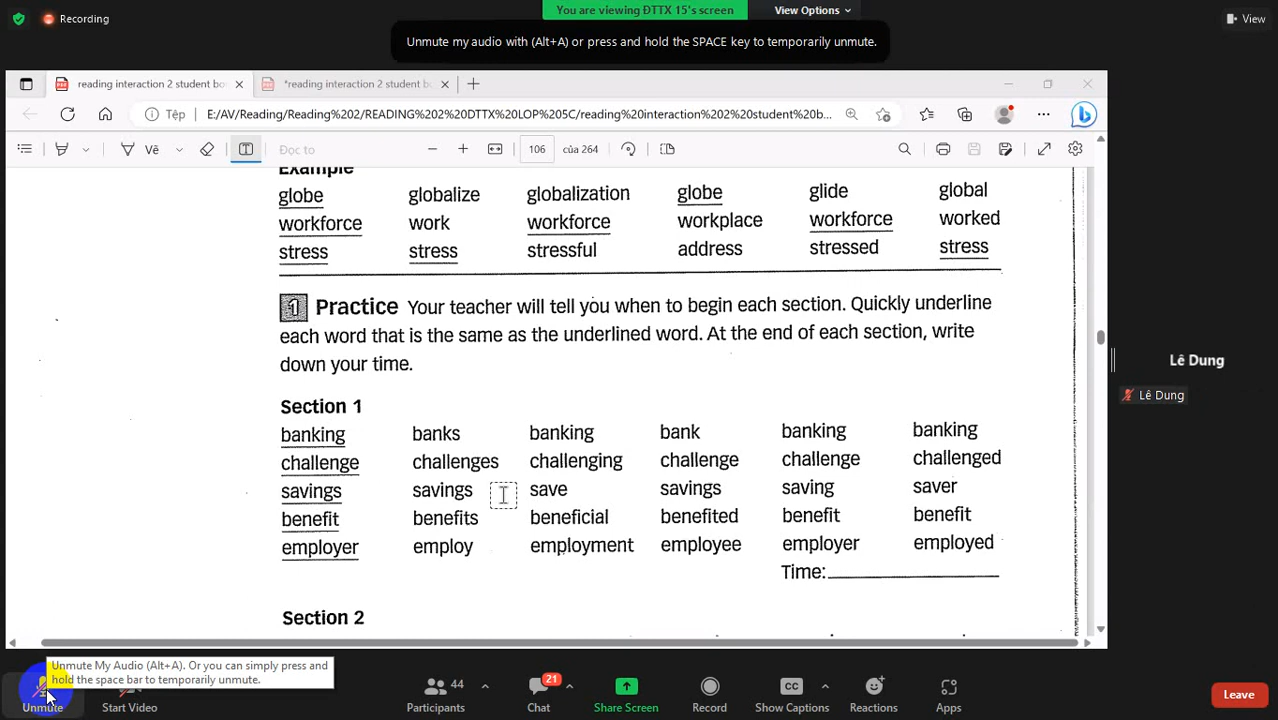 Recording
You are viewing ĐTTX 15's screen
View Options
View
Unmute my audio with (Alt+A) or press and hold the SPACE key to temporarily unmute.
reading interaction 2 student bo
*reading interaction 2 student bo
Tệp
E:/AV/Reading/Reading%202/READING%202%20DTTX%20LOP%205C/reading%20interaction%202%20student%20b...
Vẽ
Đọc to
106
của 264
Example
globe globalize globalization globe glide global
workforce work workforce workplace workforce worked
stress stress stressful address stressed stress
1 Practice Your teacher will tell you when to begin each section. Quickly underline
each word that is the same as the underlined word. At the end of each section, write
down your time.
Section 1
banking banks banking bank banking banking
challenge challenges challenging challenge challenge challenged
savings savings save savings saving saver
benefit benefits beneficial benefited benefit benefit
employer employ employment employee employer employed
Time:
Section 2
Lê Dung
Lê Dung
Unmute My Audio (Alt+A). Or you can simply press and
hold the space bar to temporarily unmute.
Unmute
Start Video
44
Participants
21
Chat
Share Screen
Record
CC
Show Captions
Reactions
Apps
Leave